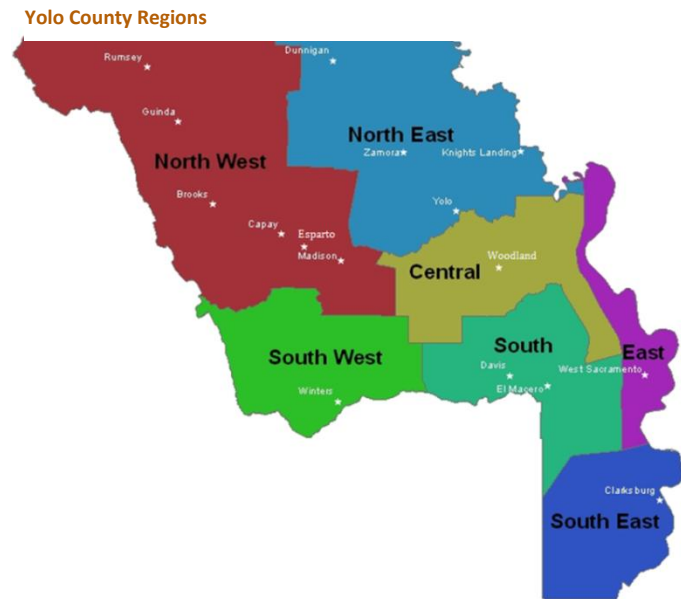 Yolo County Regions
Dunnigan
Rumsey
Guinda
North East
Zamora
Knights Landing
North West
Brooks
Yolo
Capay
Esparto
Madison
Woodland
Central
South
East
South West
Davis
West Sacramento
El Macero
Winters
Clarksburg
South East